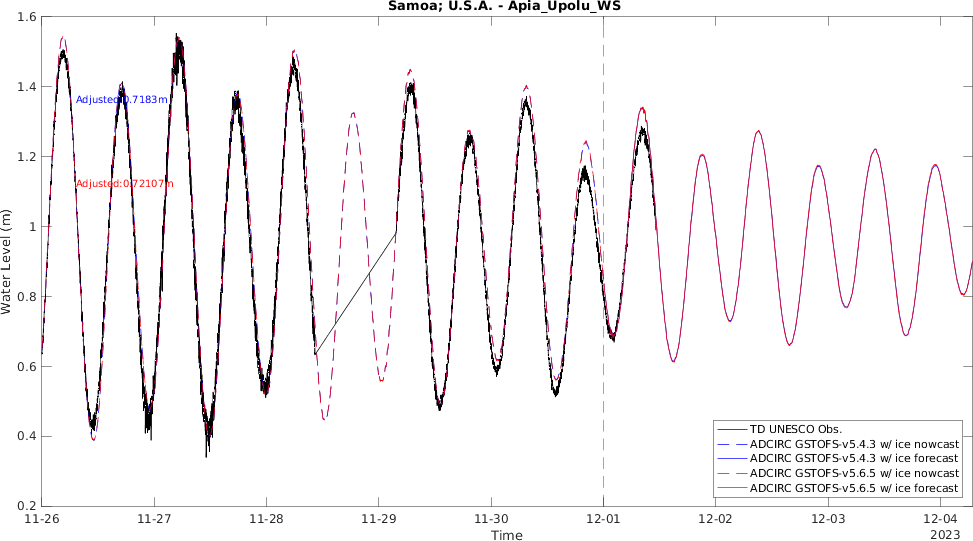 Samoa; U.S.A. - Apia_Upolu_WS
1.6
1.4
1.2
1
0.8
0.6
0.4
0.2
Water Level (m)
Adjusted:0.7183m
Adjusted:0.72107m
TD UNESCO Obs.
ADCIRC GSTOFS-v5.4.3 w/ ice nowcast
ADCIRC GSTOFS-v5.4.3 w/ ice forecast
ADCIRC GSTOFS-v5.6.5 w/ ice nowcast
ADCIRC GSTOFS-v5.6.5 w/ ice forecast
11-26 11-27 11-28 11-29 11-30 12-01 12-02 12-03 12-04
Time
2023